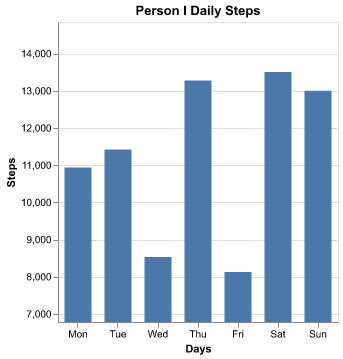 Person I Daily Steps
14,000
13,000
12,000
11,000
10,000
9,000
8,000
7,000
Steps
Mon Tue Wed Thu Fri Sat Sun
Days